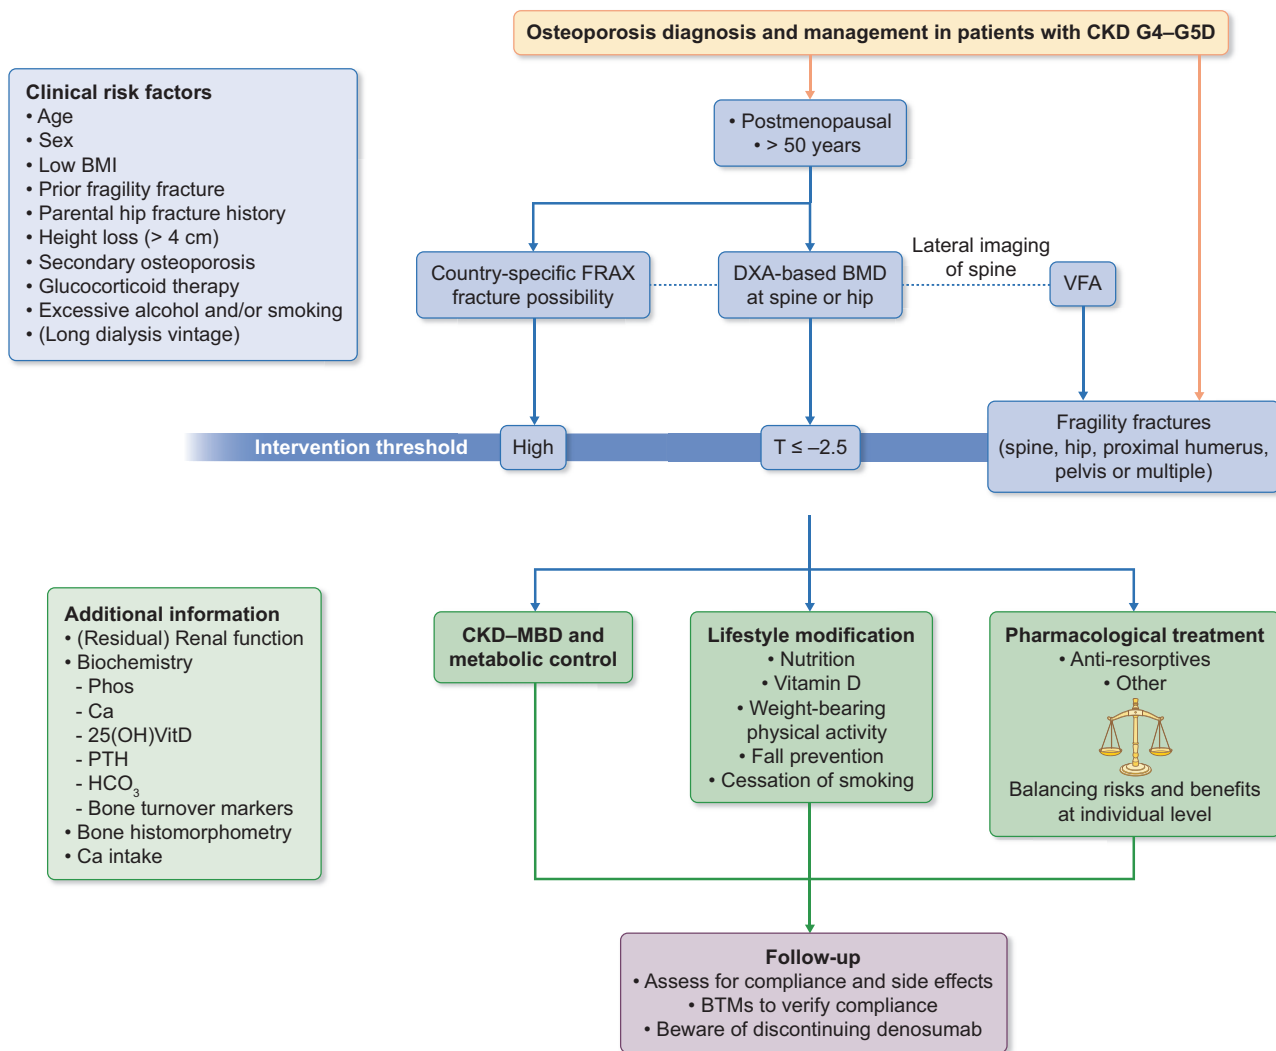 Osteoporosis diagnosis and management in patients with CKD G4–G5D
Clinical risk factors
• Age
• Sex
• Low BMI
• Prior fragility fracture
• Parental hip fracture history
• Height loss (> 4 cm)
• Secondary osteoporosis
• Glucocorticoid therapy
• Excessive alcohol and/or smoking
• (Long dialysis vintage)
• Postmenopausal
• > 50 years
Country-specific FRAX
fracture possibility
DXA-based BMD
at spine or hip
Lateral imaging
of spine
VFA
Intervention threshold
High
T ≤ –2.5
Fragility fractures
(spine, hip, proximal humerus,
pelvis or multiple)
Additional information
• (Residual) Renal function
• Biochemistry
- Phos
- Ca
- 25(OH)VitD
- PTH
- HCO₃
- Bone turnover markers
• Bone histomorphometry
• Ca intake
CKD–MBD and
metabolic control
Lifestyle modification
• Nutrition
• Vitamin D
• Weight-bearing
physical activity
• Fall prevention
• Cessation of smoking
Pharmacological treatment
• Anti-resorptives
• Other
Balancing risks and benefits
at individual level
Follow-up
• Assess for compliance and side effects
• BTMs to verify compliance
• Beware of discontinuing denosumab